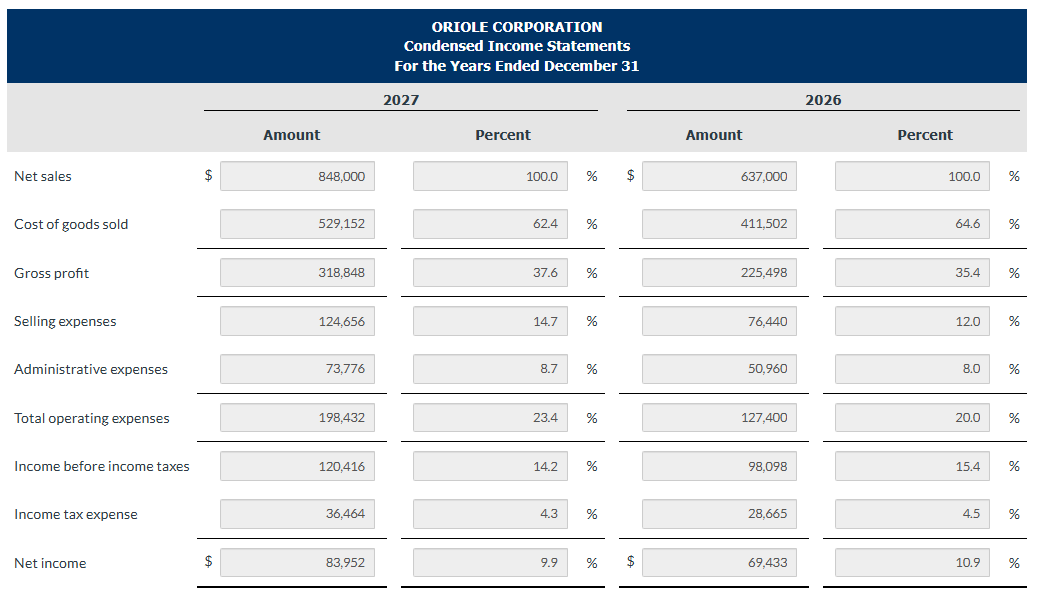 ORIOLE CORPORATION
Condensed Income Statements
For the Years Ended December 31
2027 2026
Amount Percent Amount Percent
Net sales $ 848,000 100.0 % $ 637,000 100.0 %
Cost of goods sold 529,152 62.4 % 411,502 64.6 %
Gross profit 318,848 37.6 % 225,498 35.4 %
Selling expenses 124,656 14.7 % 76,440 12.0 %
Administrative expenses 73,776 8.7 % 50,960 8.0 %
Total operating expenses 198,432 23.4 % 127,400 20.0 %
Income before income taxes 120,416 14.2 % 98,098 15.4 %
Income tax expense 36,464 4.3 % 28,665 4.5 %
Net income $ 83,952 9.9 % $ 69,433 10.9 %